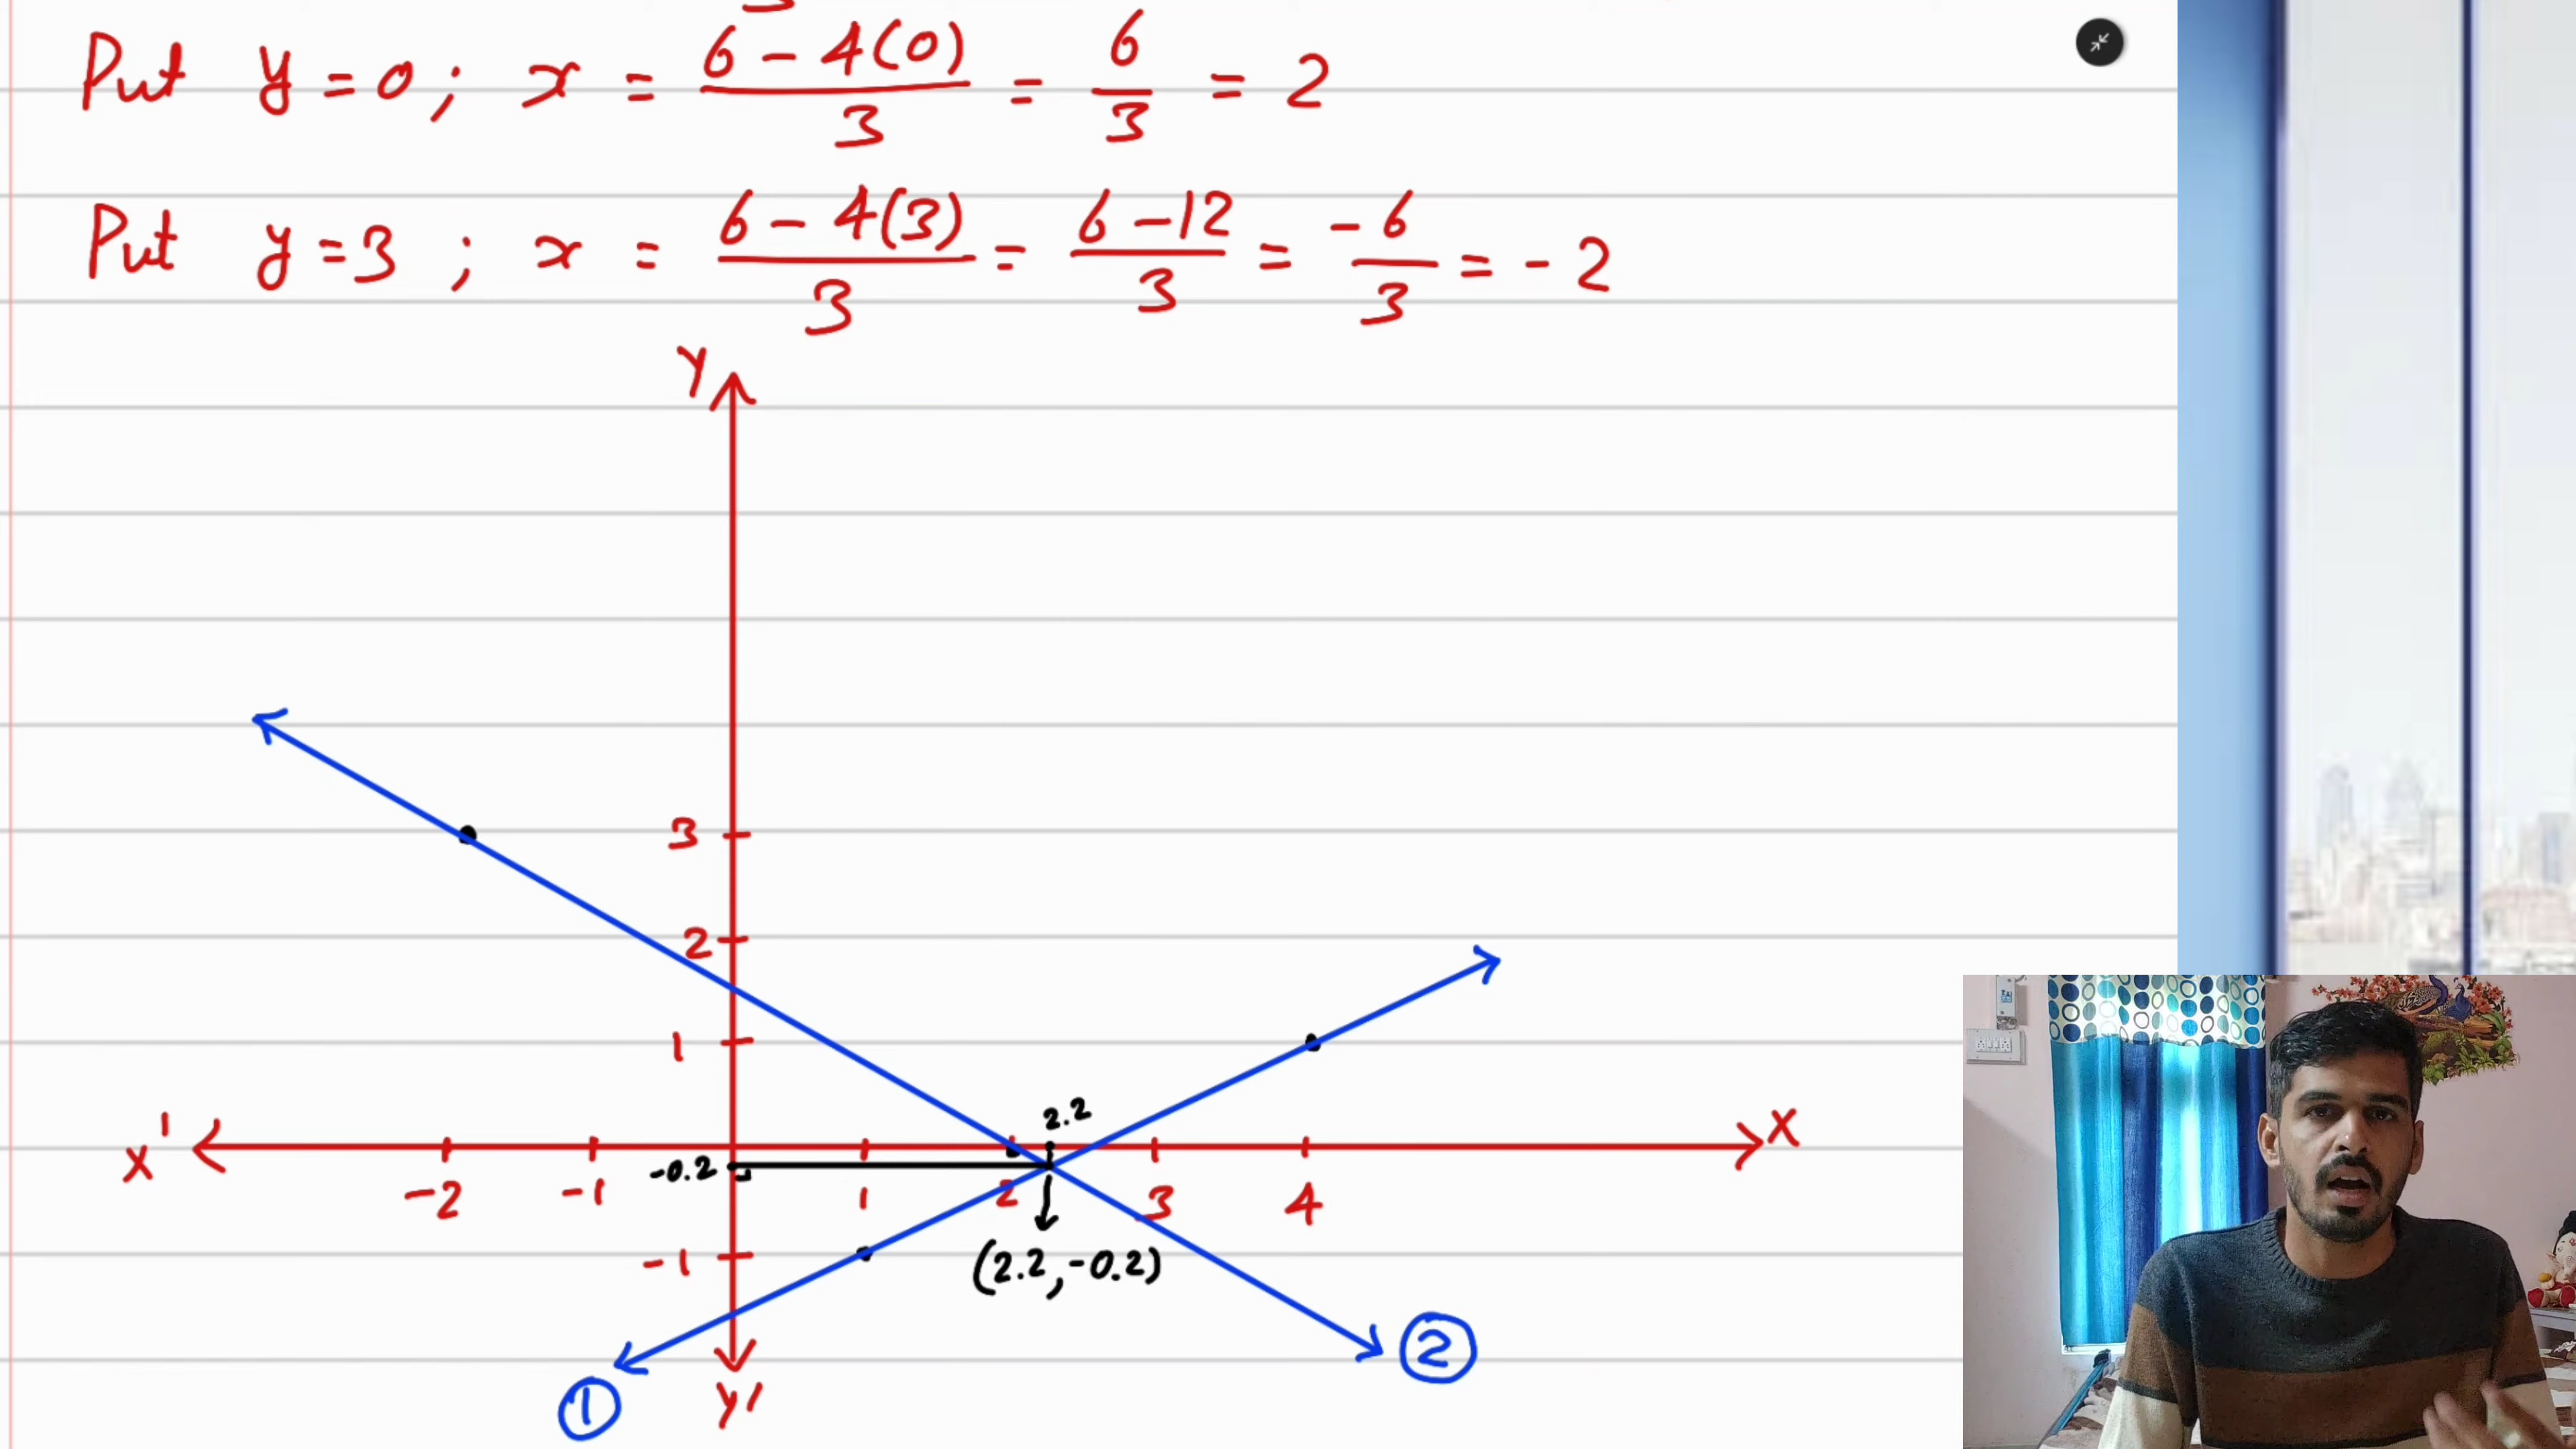 Put y = 0 ; x = 6 - 4(0) / 3 = 6 / 3 = 2
Put y = 3 ; x = 6 - 4(3) / 3 = 6 - 12 / 3 = -6 / 3 = -2
Y
3
2
1
2.2
X' X
-0.2
-2 -1 1 2 3 4
-1
(2.2, -0.2)
②
①
Y'